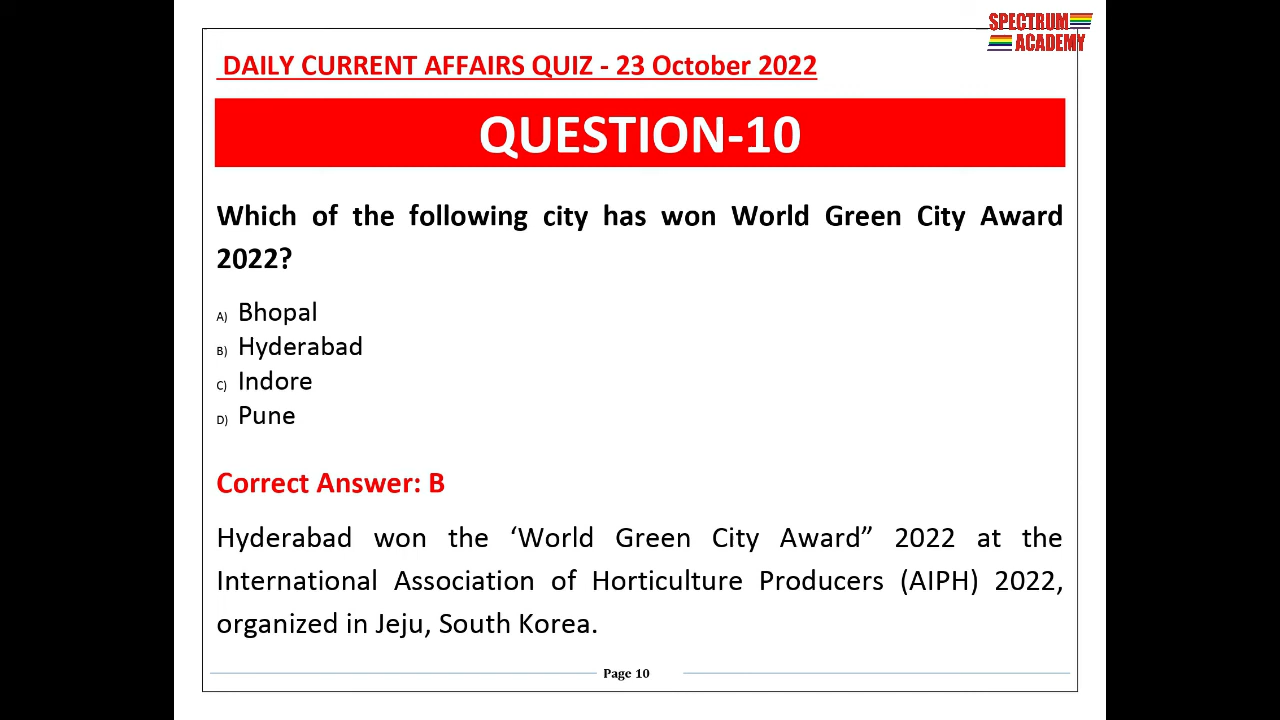 SPECTRUM
ACADEMY
DAILY CURRENT AFFAIRS QUIZ - 23 October 2022
QUESTION-10
Which of the following city has won World Green City Award
2022?
A) Bhopal
B) Hyderabad
C) Indore
D) Pune
Correct Answer: B
Hyderabad won the ‘World Green City Award” 2022 at the
International Association of Horticulture Producers (AIPH) 2022,
organized in Jeju, South Korea.
Page 10